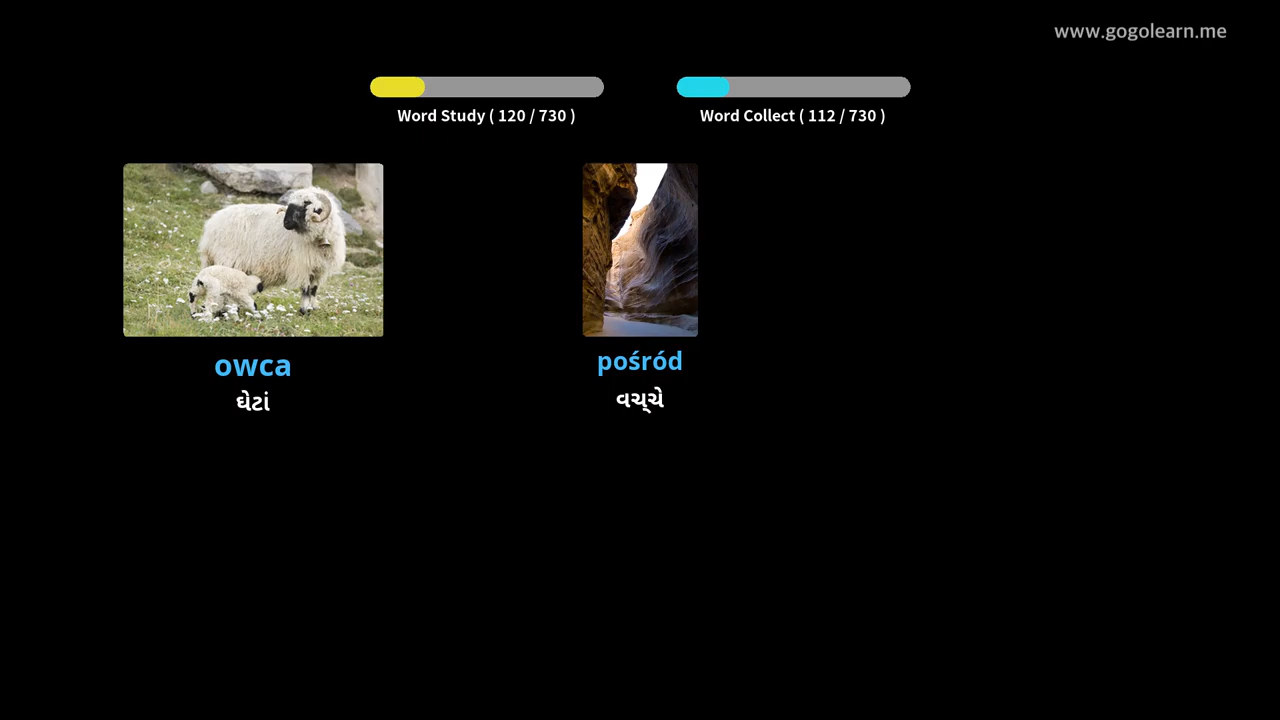 www.gogolearn.me
Word Study ( 120 / 730 )
Word Collect ( 112 / 730 )
owca
ઘેટાં
pośród
વચ્ચે